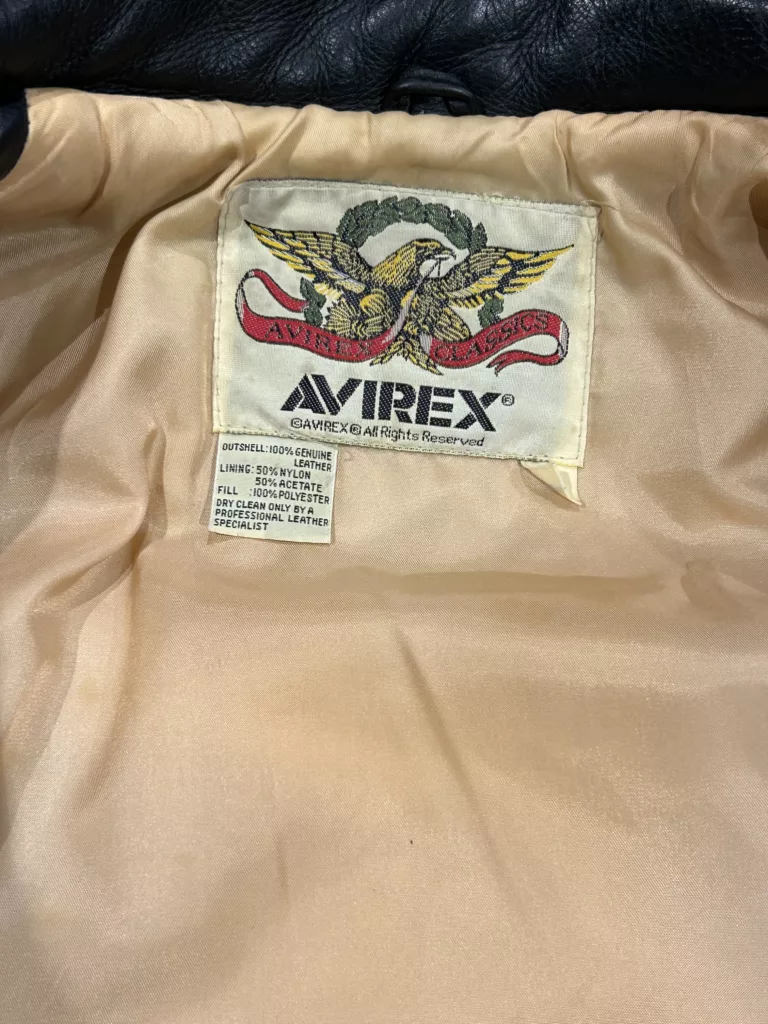 AVIREX CLASSICS
AVIREX®
©AVIREX® All Rights Reserved
OUTSHELL:100% GENUINE
LEATHER
LINING: 50% NYLON
50% ACETATE
FILL :100% POLYESTER
DRY CLEAN ONLY BY A
PROFESSIONAL LEATHER
SPECIALIST